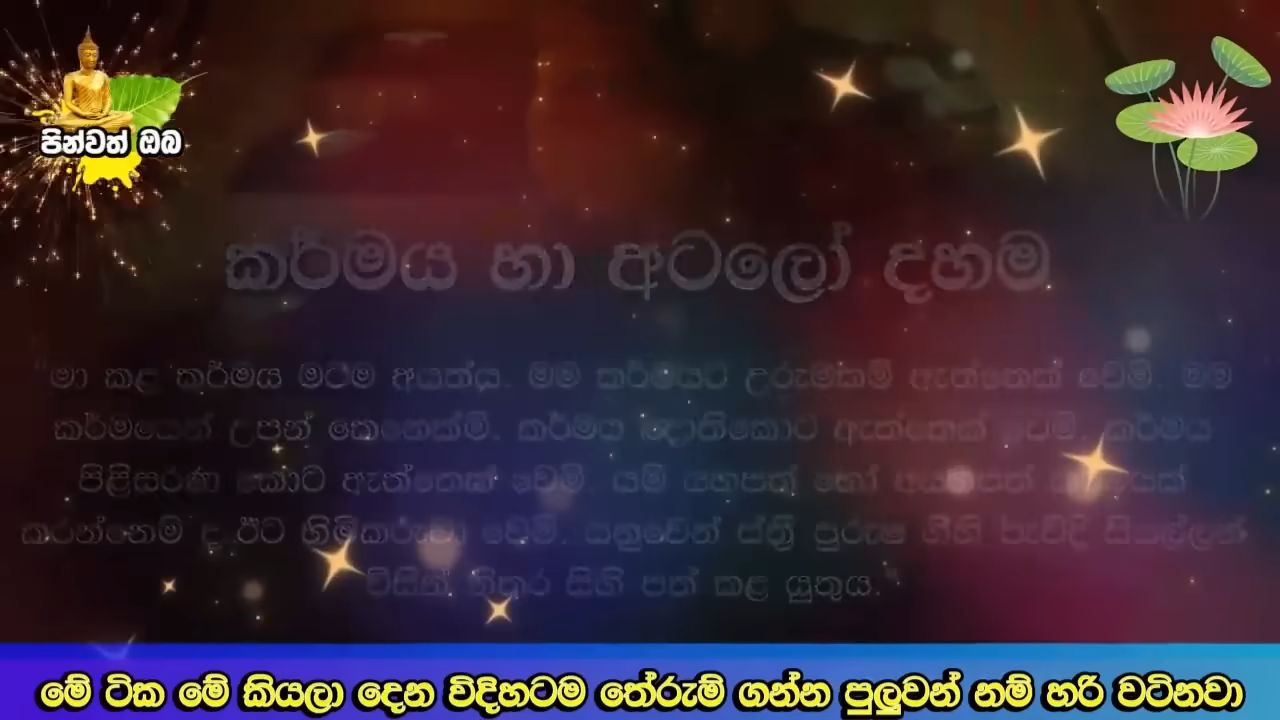 පින්වත් ඔබ
කර්මය හා අටලෝ දහම
"මා කළ කර්මය මටම අයත්ය. මම කර්මයට උරුමකම් ඇත්තෙක් වෙමි. මම
කර්මයෙන් උපන් කෙනෙක්මි. කර්මය ඥාතිකොට ඇත්තෙක් වෙමි. කර්මය
පිළිසරණ කොට ඇත්තෙක් වෙමි. යම් යහපත් හෝ අයහපත් කර්මයක්
කරන්නෙම් ද ඊට හිමිකරුවා වෙමි. යනුවෙන් ස්ත්‍රී පුරුෂ ගිහි පැවිදි සියල්ලන්
විසින් නිතර සිහි පත් කළ යුතුය."
මේ ටික මේ කියලා දෙන විදිහටම තේරුම් ගන්න පුලුවන් නම් හරි වටිනවා